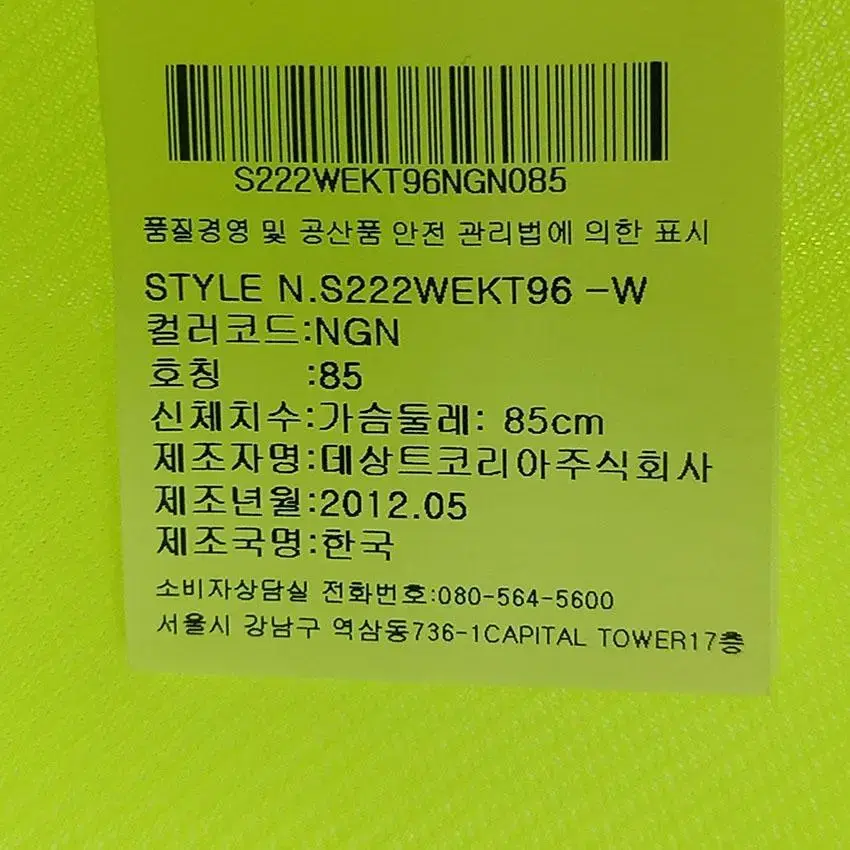 S222WEKT96NGN085
품질경영 및 공산품 안전 관리법에 의한 표시
STYLE N.S222WEKT96 -W
컬러코드:NGN
호칭 :85
신체치수:가슴둘레: 85cm
제조자명:데상트코리아주식회사
제조년월:2012.05
제조국명:한국
소비자상담실 전화번호:080-564-5600
서울시 강남구 역삼동736-1CAPITAL TOWER17층